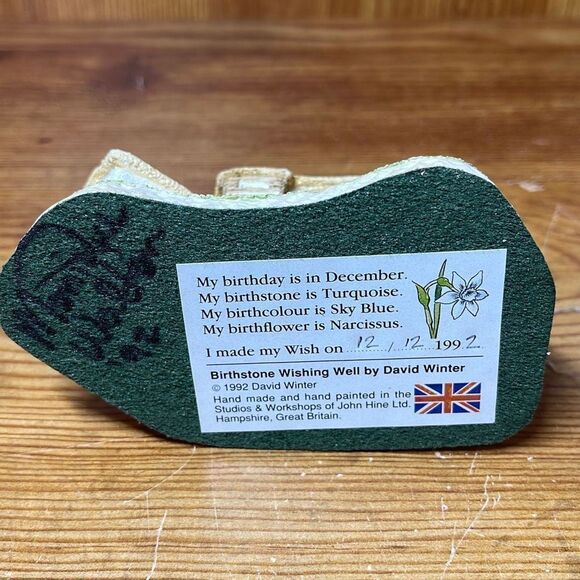 My birthday is in December.
My birthstone is Turquoise.
My birthcolour is Sky Blue.
My birthflower is Narcissus.
I made my Wish on 12 / 12 1992
Birthstone Wishing Well by David Winter
© 1992 David Winter
Hand made and hand painted in the
Studios & Workshops of John Hine Ltd.
Hampshire, Great Britain.
'92